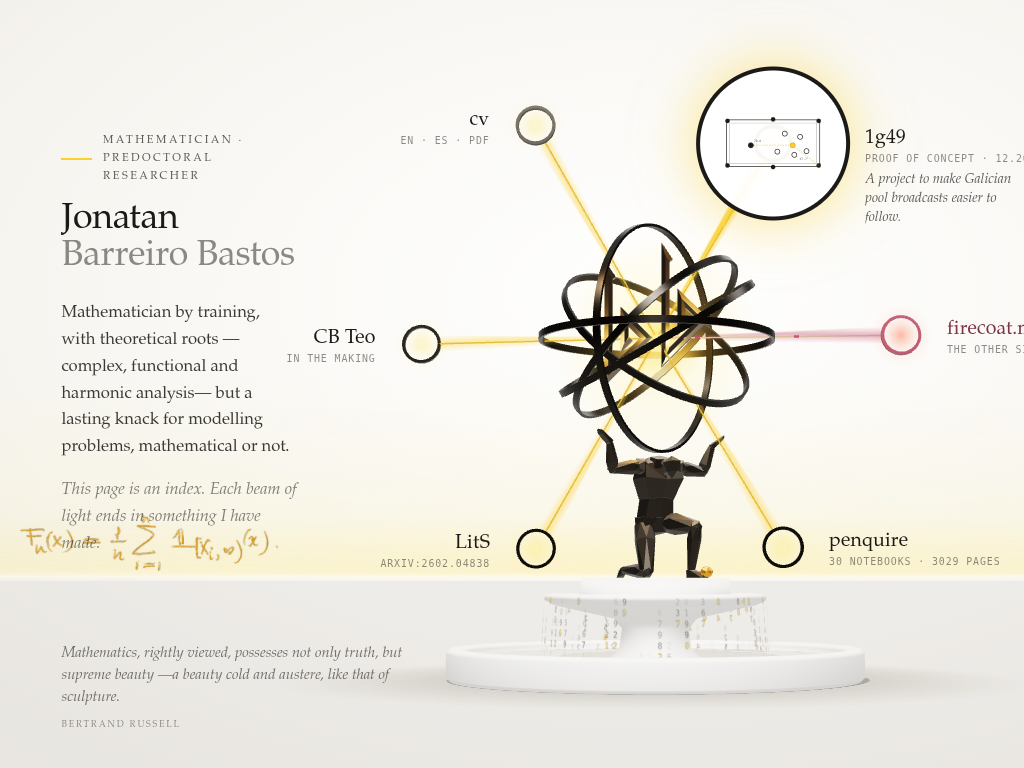 MATHEMATICIAN ·
PREDOCTORAL
RESEARCHER
Jonatan
Barreiro Bastos
Mathematician by training,
with theoretical roots —
complex, functional and
harmonic analysis— but a
lasting knack for modelling
problems, mathematical or not.
This page is an index. Each beam of
light ends in something I have
made.
cv
EN · ES · PDF
1g49
PROOF OF CONCEPT · 12.2
A project to make Galician
pool broadcasts easier to
follow.
CB Teo
IN THE MAKING
firecoat.
THE OTHER
LitS
ARXIV:2602.04838
penquire
30 NOTEBOOKS · 3029 PAGES
Mathematics, rightly viewed, possesses not only truth, but
supreme beauty —a beauty cold and austere, like that of
sculpture.
BERTRAND RUSSELL